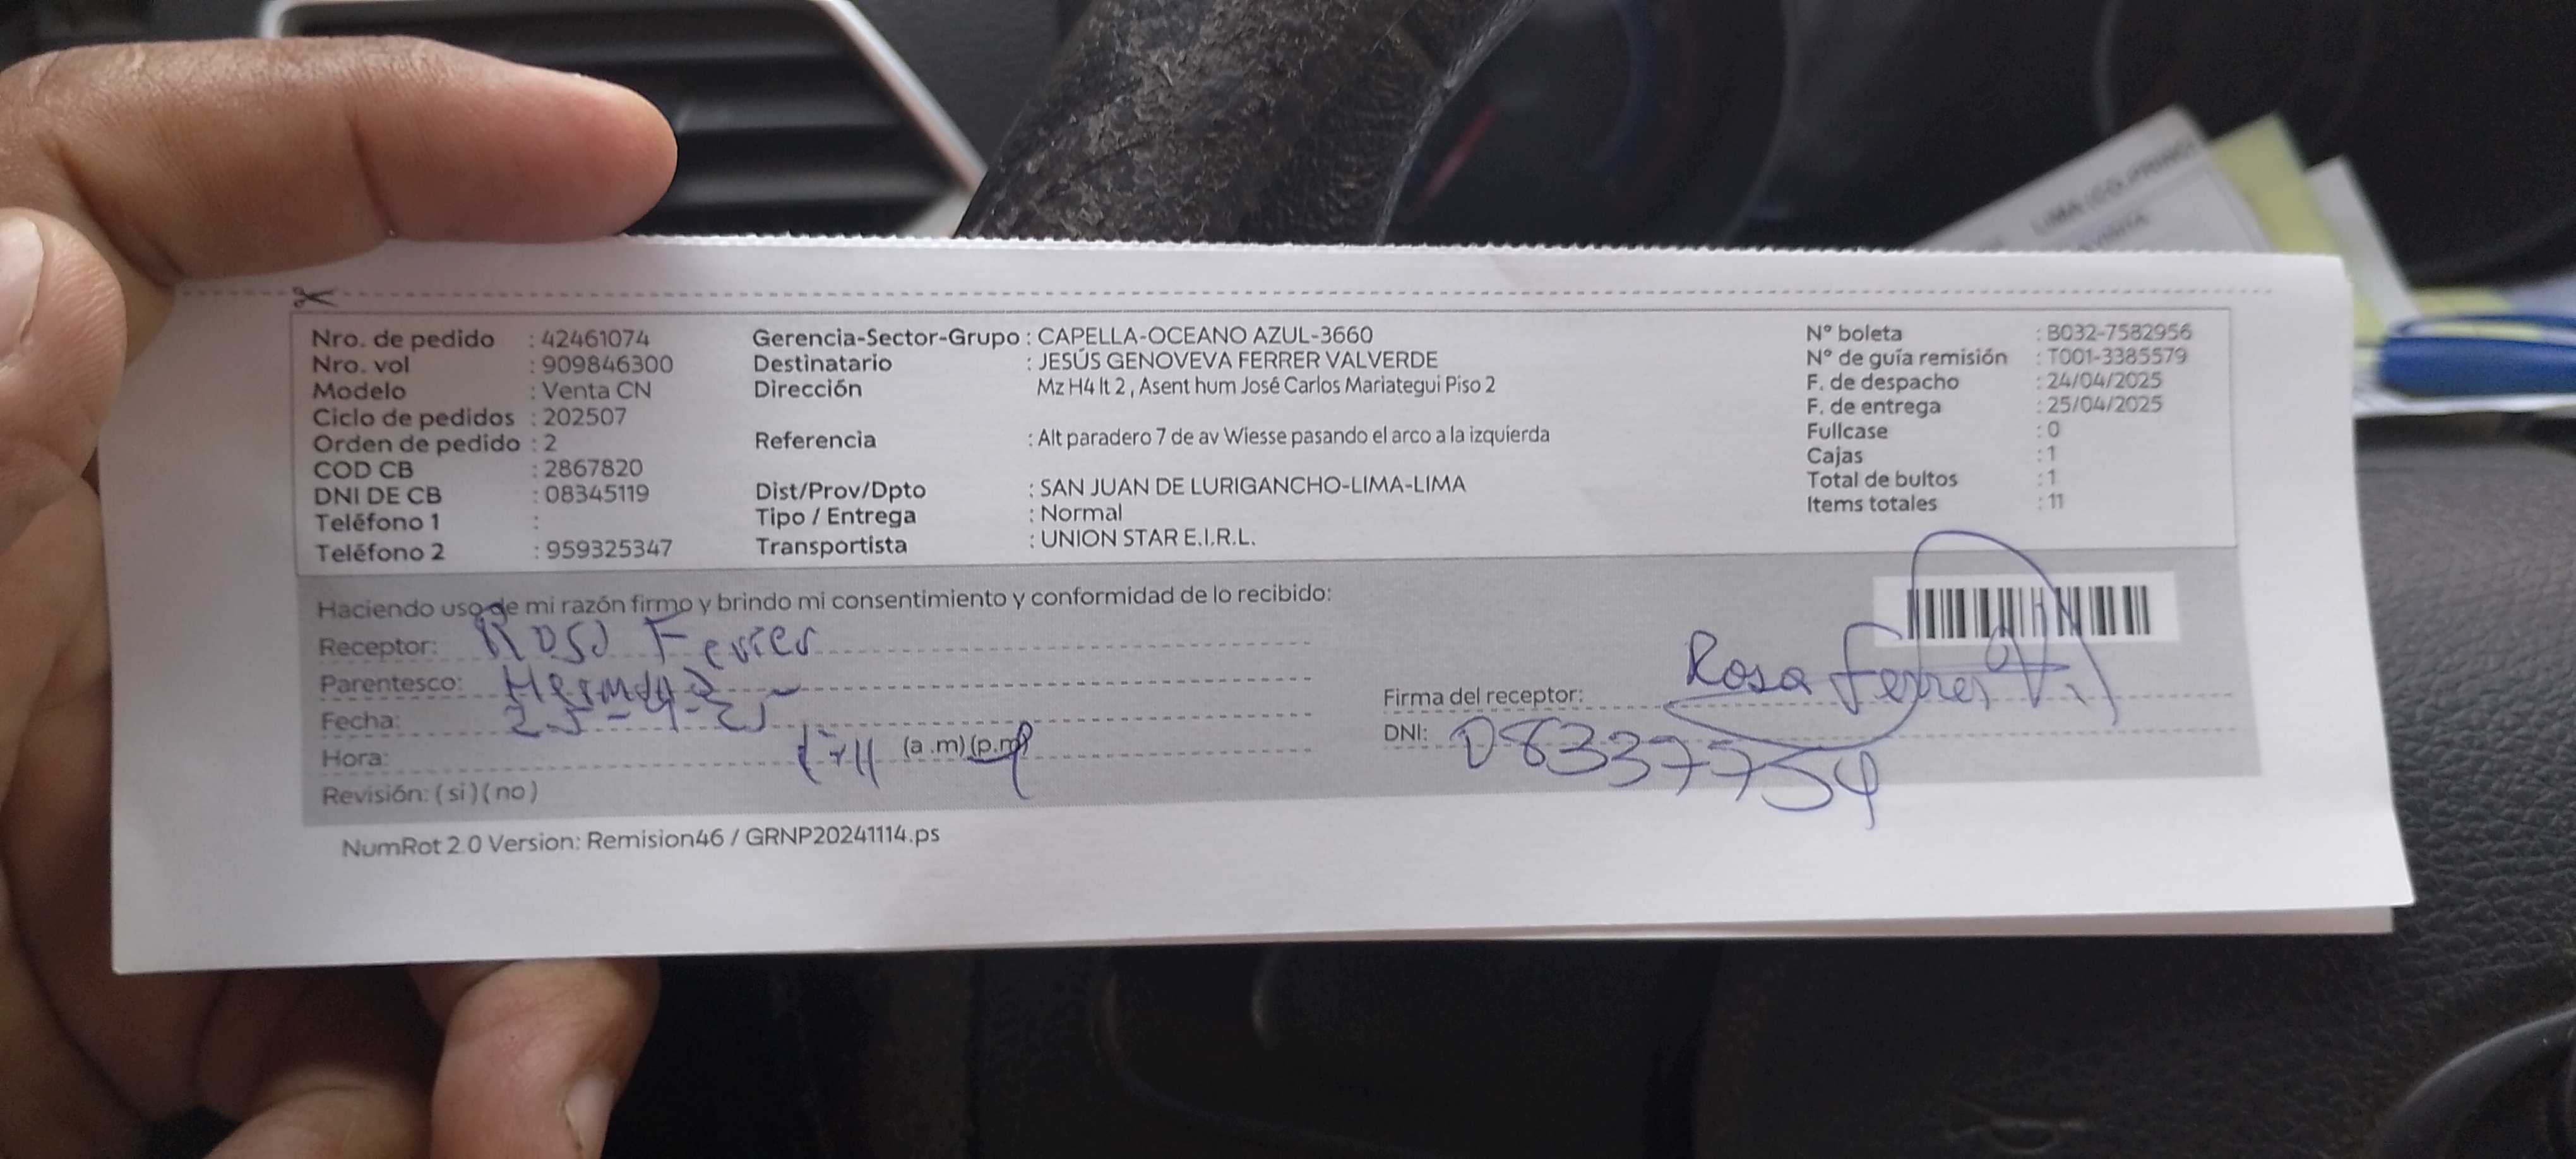 Nro. de pedido : 42461074
Nro. vol : 909846300
Modelo : Venta CN
Ciclo de pedidos : 202507
Orden de pedido : 2
COD CB : 2867820
DNI DE CB : 08345119
Teléfono 1 :
Teléfono 2 : 959325347
Gerencia-Sector-Grupo : CAPELLA-OCEANO AZUL-3660
Destinatario : JESÚS GENOVEVA FERRER VALVERDE
Dirección Mz H4 lt 2 , Asent hum José Carlos Mariategui Piso 2
Referencia : Alt paradero 7 de av Wiesse pasando el arco a la izquierda
Dist/Prov/Dpto : SAN JUAN DE LURIGANCHO-LIMA-LIMA
Tipo / Entrega : Normal
Transportista : UNION STAR E.I.R.L.
N° boleta : B032-7582956
N° de guía remisión : T001-3385579
F. de despacho : 24/04/2025
F. de entrega : 25/04/2025
Fullcase : 0
Cajas : 1
Total de bultos : 1
Items totales : 11
Haciendo uso de mi razón firmo y brindo mi consentimiento y conformidad de lo recibido:
Receptor: Rosa Ferrer
Parentesco: Hermana
Fecha: 25-4-25
Hora: (a .m) (p.m)
Revisión: ( si ) ( no )
Firma del receptor: Rosa Ferrer V.
DNI: 08337754
NumRot 2.0 Version: Remision46 / GRNP20241114.ps